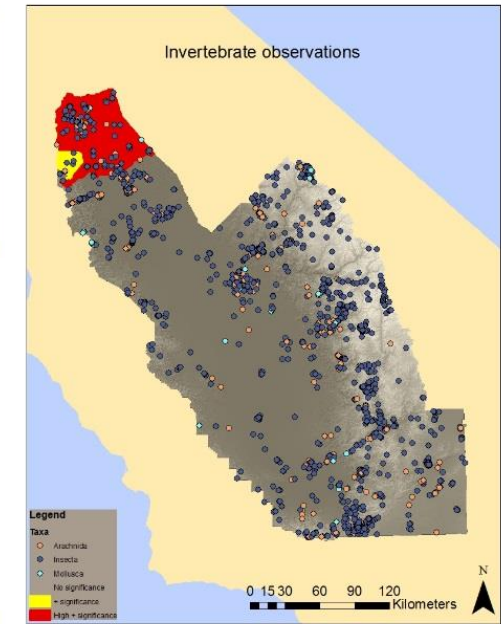 Invertebrate observations
Legend
Taxa
Arachnida
Insecta
Mollusca
No significance
+ significance
High + significance
0 15 30 60 90 120
Kilometers
N